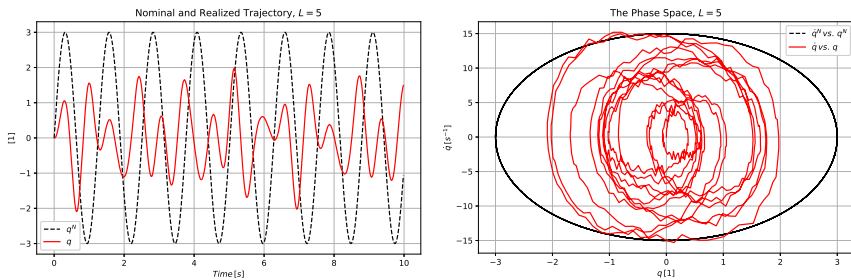 Nominal and Realized Trajectory, L = 5
[1]
3
2
1
0
−1
−2
−3
q^N
q
0 2 4 6 8 10
Time [s]
The Phase Space, L = 5
q̇ [s⁻¹]
15
10
5
0
−5
−10
−15
q̇^N vs. q^N
q̇ vs. q
−3 −2 −1 0 1 2 3
q [1]